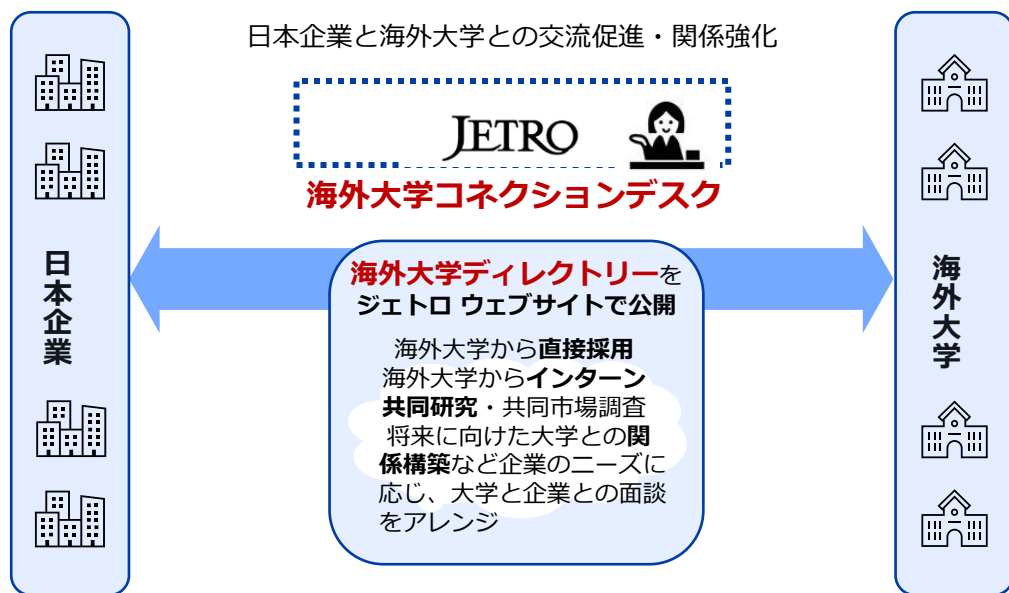 日本企業と海外大学との交流促進・関係強化
JETRO
海外大学コネクションデスク
日本企業
海外大学ディレクトリーを
ジェトロ ウェブサイトで公開
海外大学から直接採用
海外大学からインターン
共同研究・共同市場調査
将来に向けた大学との関
係構築など企業のニーズに
応じ、大学と企業との面談
をアレンジ
海外大学